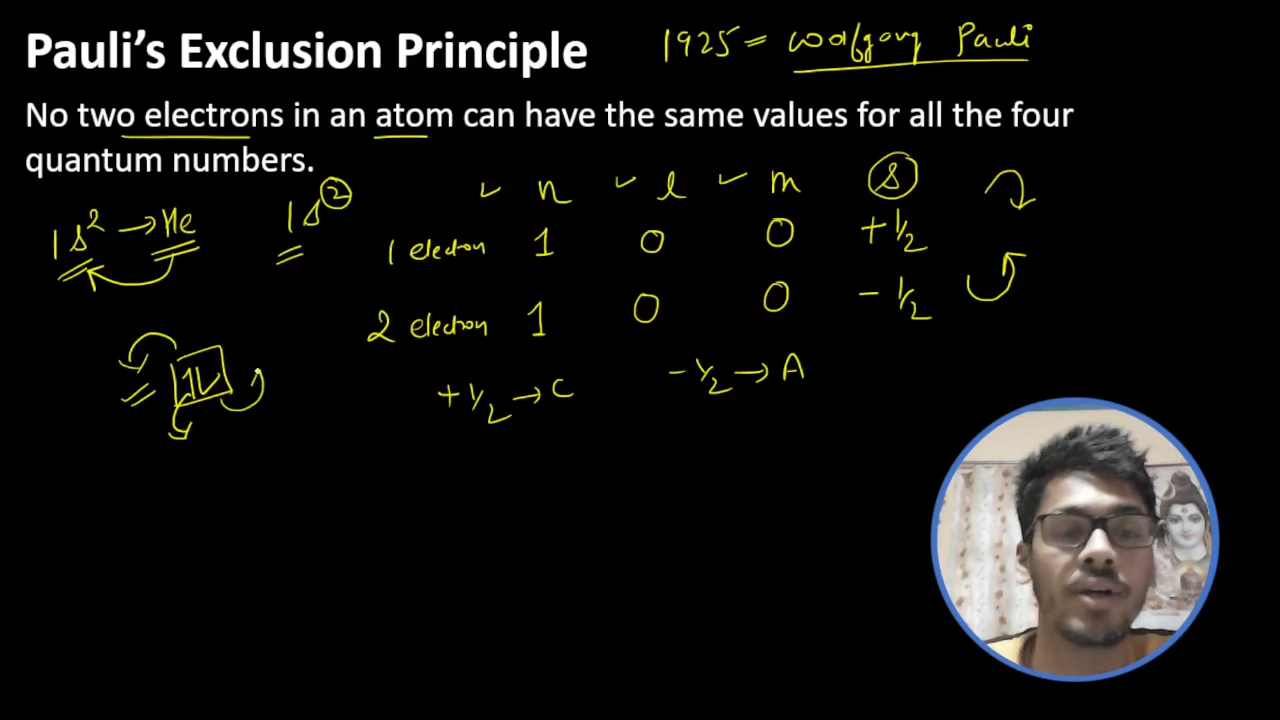 Pauli's Exclusion Principle 1925 = Wolfgang Pauli
No two electrons in an atom can have the same values for all the four
quantum numbers.
n l m s
1s² → He 1s²
1 electron 1 0 0 +½
2 electron 1 0 0 -½
+½ → C -½ → A